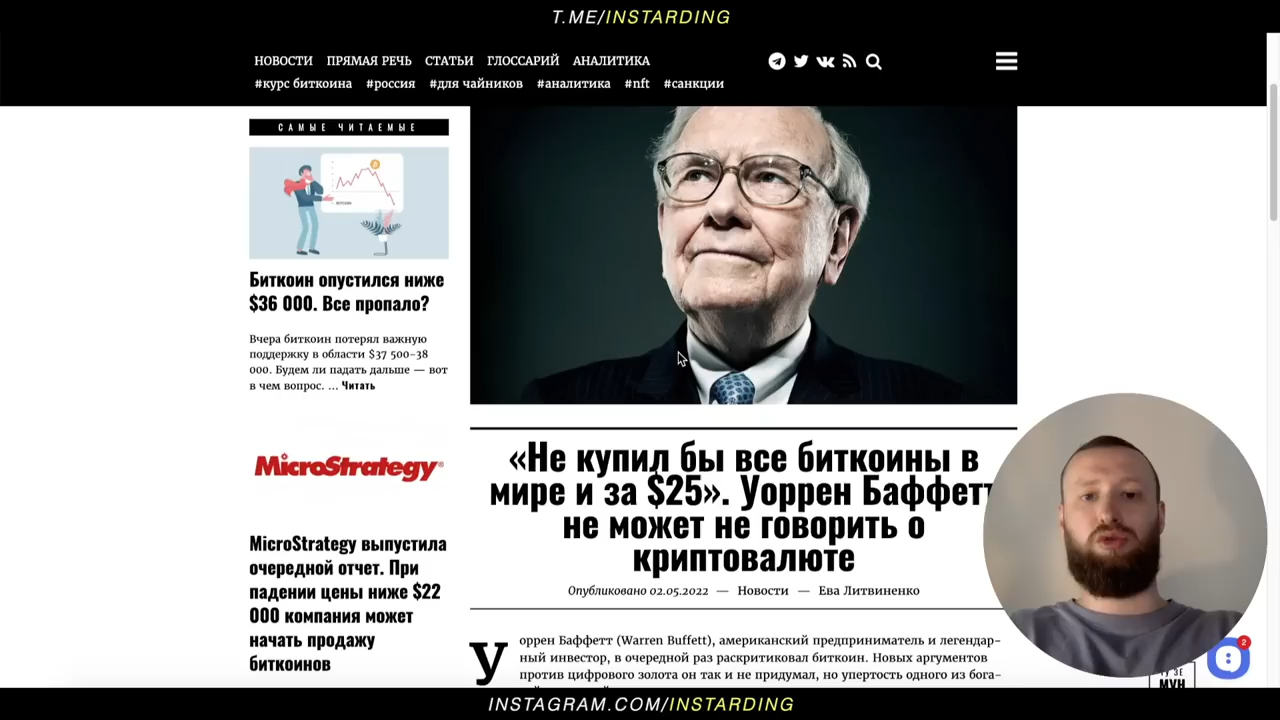 T.ME/INSTARDING
НОВОСТИ ПРЯМАЯ РЕЧЬ СТАТЬИ ГЛОССАРИЙ АНАЛИТИКА
#курс биткоина #россия #для чайников #аналитика #nft #санкции
САМЫЕ ЧИТАЕМЫЕ
BITCOIN
Биткоин опустился ниже
$36 000. Все пропало?
Вчера биткоин потерял важную
поддержку в области $37 500-38
000. Будем ли падать дальше — вот
в чем вопрос. ... Читать
MicroStrategy
MicroStrategy выпустила
очередной отчет. При
падении цены ниже $22
000 компания может
начать продажу
биткоинов
«Не купил бы все биткоины в
мире и за $25». Уоррен Баффетт
не может не говорить о
криптовалюте
Опубликовано 02.05.2022 — Новости — Ева Литвиненко
Уоррен Баффетт (Warren Buffett), американский предприниматель и легендар-
ный инвестор, в очередной раз раскритиковал биткоин. Новых аргументов
против цифрового золота он так и не придумал, но упертость одного из бога-
2
INSTAGRAM.COM/INSTARDING